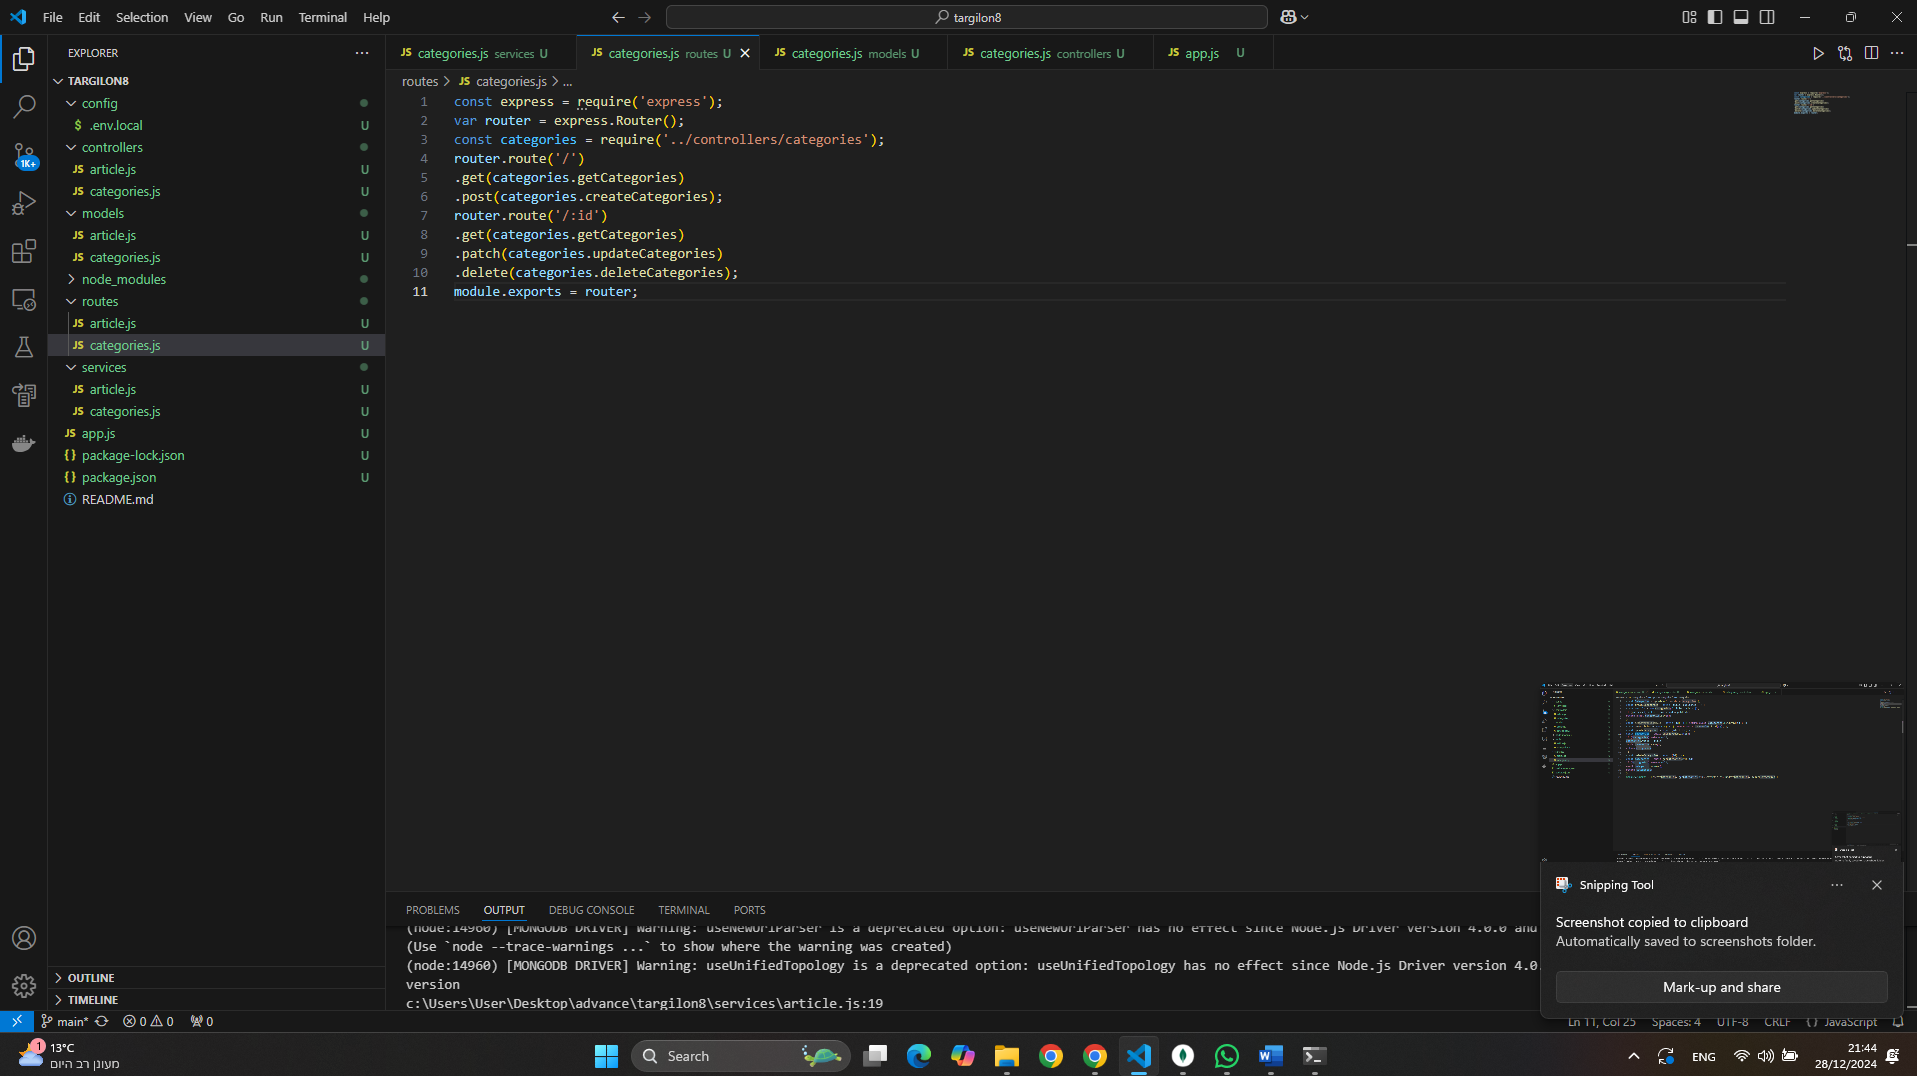 File Edit Selection View Go Run Terminal Help
targilon8
EXPLORER
TARGILON8
config
$ .env.local U
controllers
JS article.js U
JS categories.js U
models
JS article.js U
JS categories.js U
node_modules
routes
JS article.js U
JS categories.js U
services
JS article.js U
JS categories.js U
JS app.js U
{} package-lock.json U
{} package.json U
README.md
OUTLINE
TIMELINE
1K+
JS categories.js services U
JS categories.js routes U
JS categories.js models U
JS categories.js controllers U
JS app.js U
routes > JS categories.js > ...
1 const express = require('express');
2 var router = express.Router();
3 const categories = require('../controllers/categories');
4 router.route('/')
5 .get(categories.getCategories)
6 .post(categories.createCategories);
7 router.route('/:id')
8 .get(categories.getCategories)
9 .patch(categories.updateCategories)
10 .delete(categories.deleteCategories);
11 module.exports = router;
PROBLEMS OUTPUT DEBUG CONSOLE TERMINAL PORTS
(node:14960) [MONGODB DRIVER] Warning: useNewUrlParser is a deprecated option: useNewUrlParser has no effect since Node.js Driver version 4.0.0 and
(Use `node --trace-warnings ...` to show where the warning was created)
(node:14960) [MONGODB DRIVER] Warning: useUnifiedTopology is a deprecated option: useUnifiedTopology has no effect since Node.js Driver version 4.0.
version
c:\Users\User\Desktop\advance\targilon8\services\article.js:19
Snipping Tool
Screenshot copied to clipboard
Automatically saved to screenshots folder.
Mark-up and share
main* 0 0 0
Ln 11, Col 25 Spaces: 4 UTF-8 CRLF {} JavaScript
1
13°C
מעונן רב היום
Search
ENG
21:44
28/12/2024